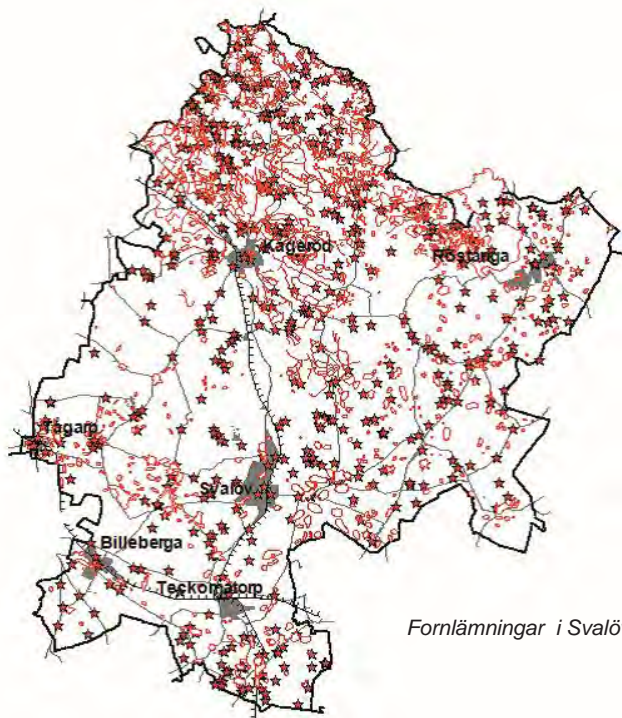 Kågeröd
Röstånga
Tågarp
Svalöv
Billeberga
Teckomatorp
Fornlämningar i Svalö